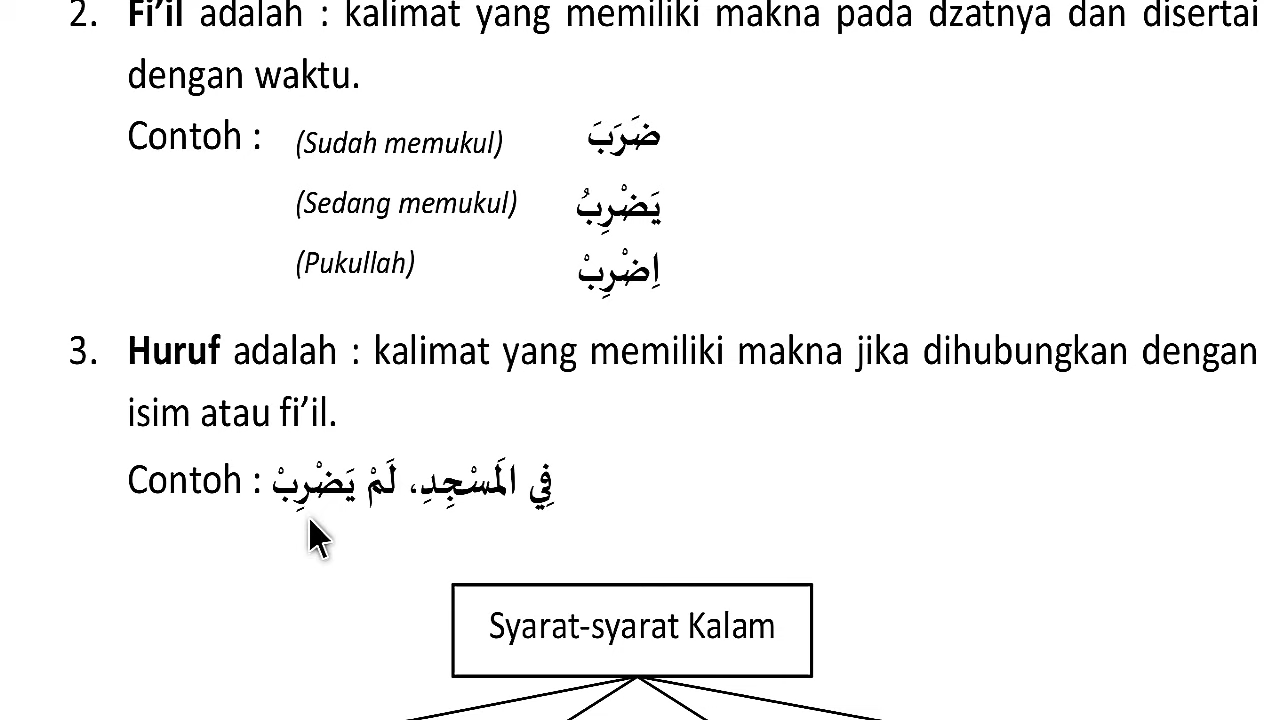 2. Fi’il adalah : kalimat yang memiliki makna pada dzatnya dan disertai
dengan waktu.
Contoh : (Sudah memukul) ضَرَبَ
(Sedang memukul) يَضْرِبُ
(Pukullah) اِضْرِبْ
3. Huruf adalah : kalimat yang memiliki makna jika dihubungkan dengan
isim atau fi’il.
Contoh : فِي الَمسْجِدِ، لَمْ يَضْرِبْ
Syarat-syarat Kalam